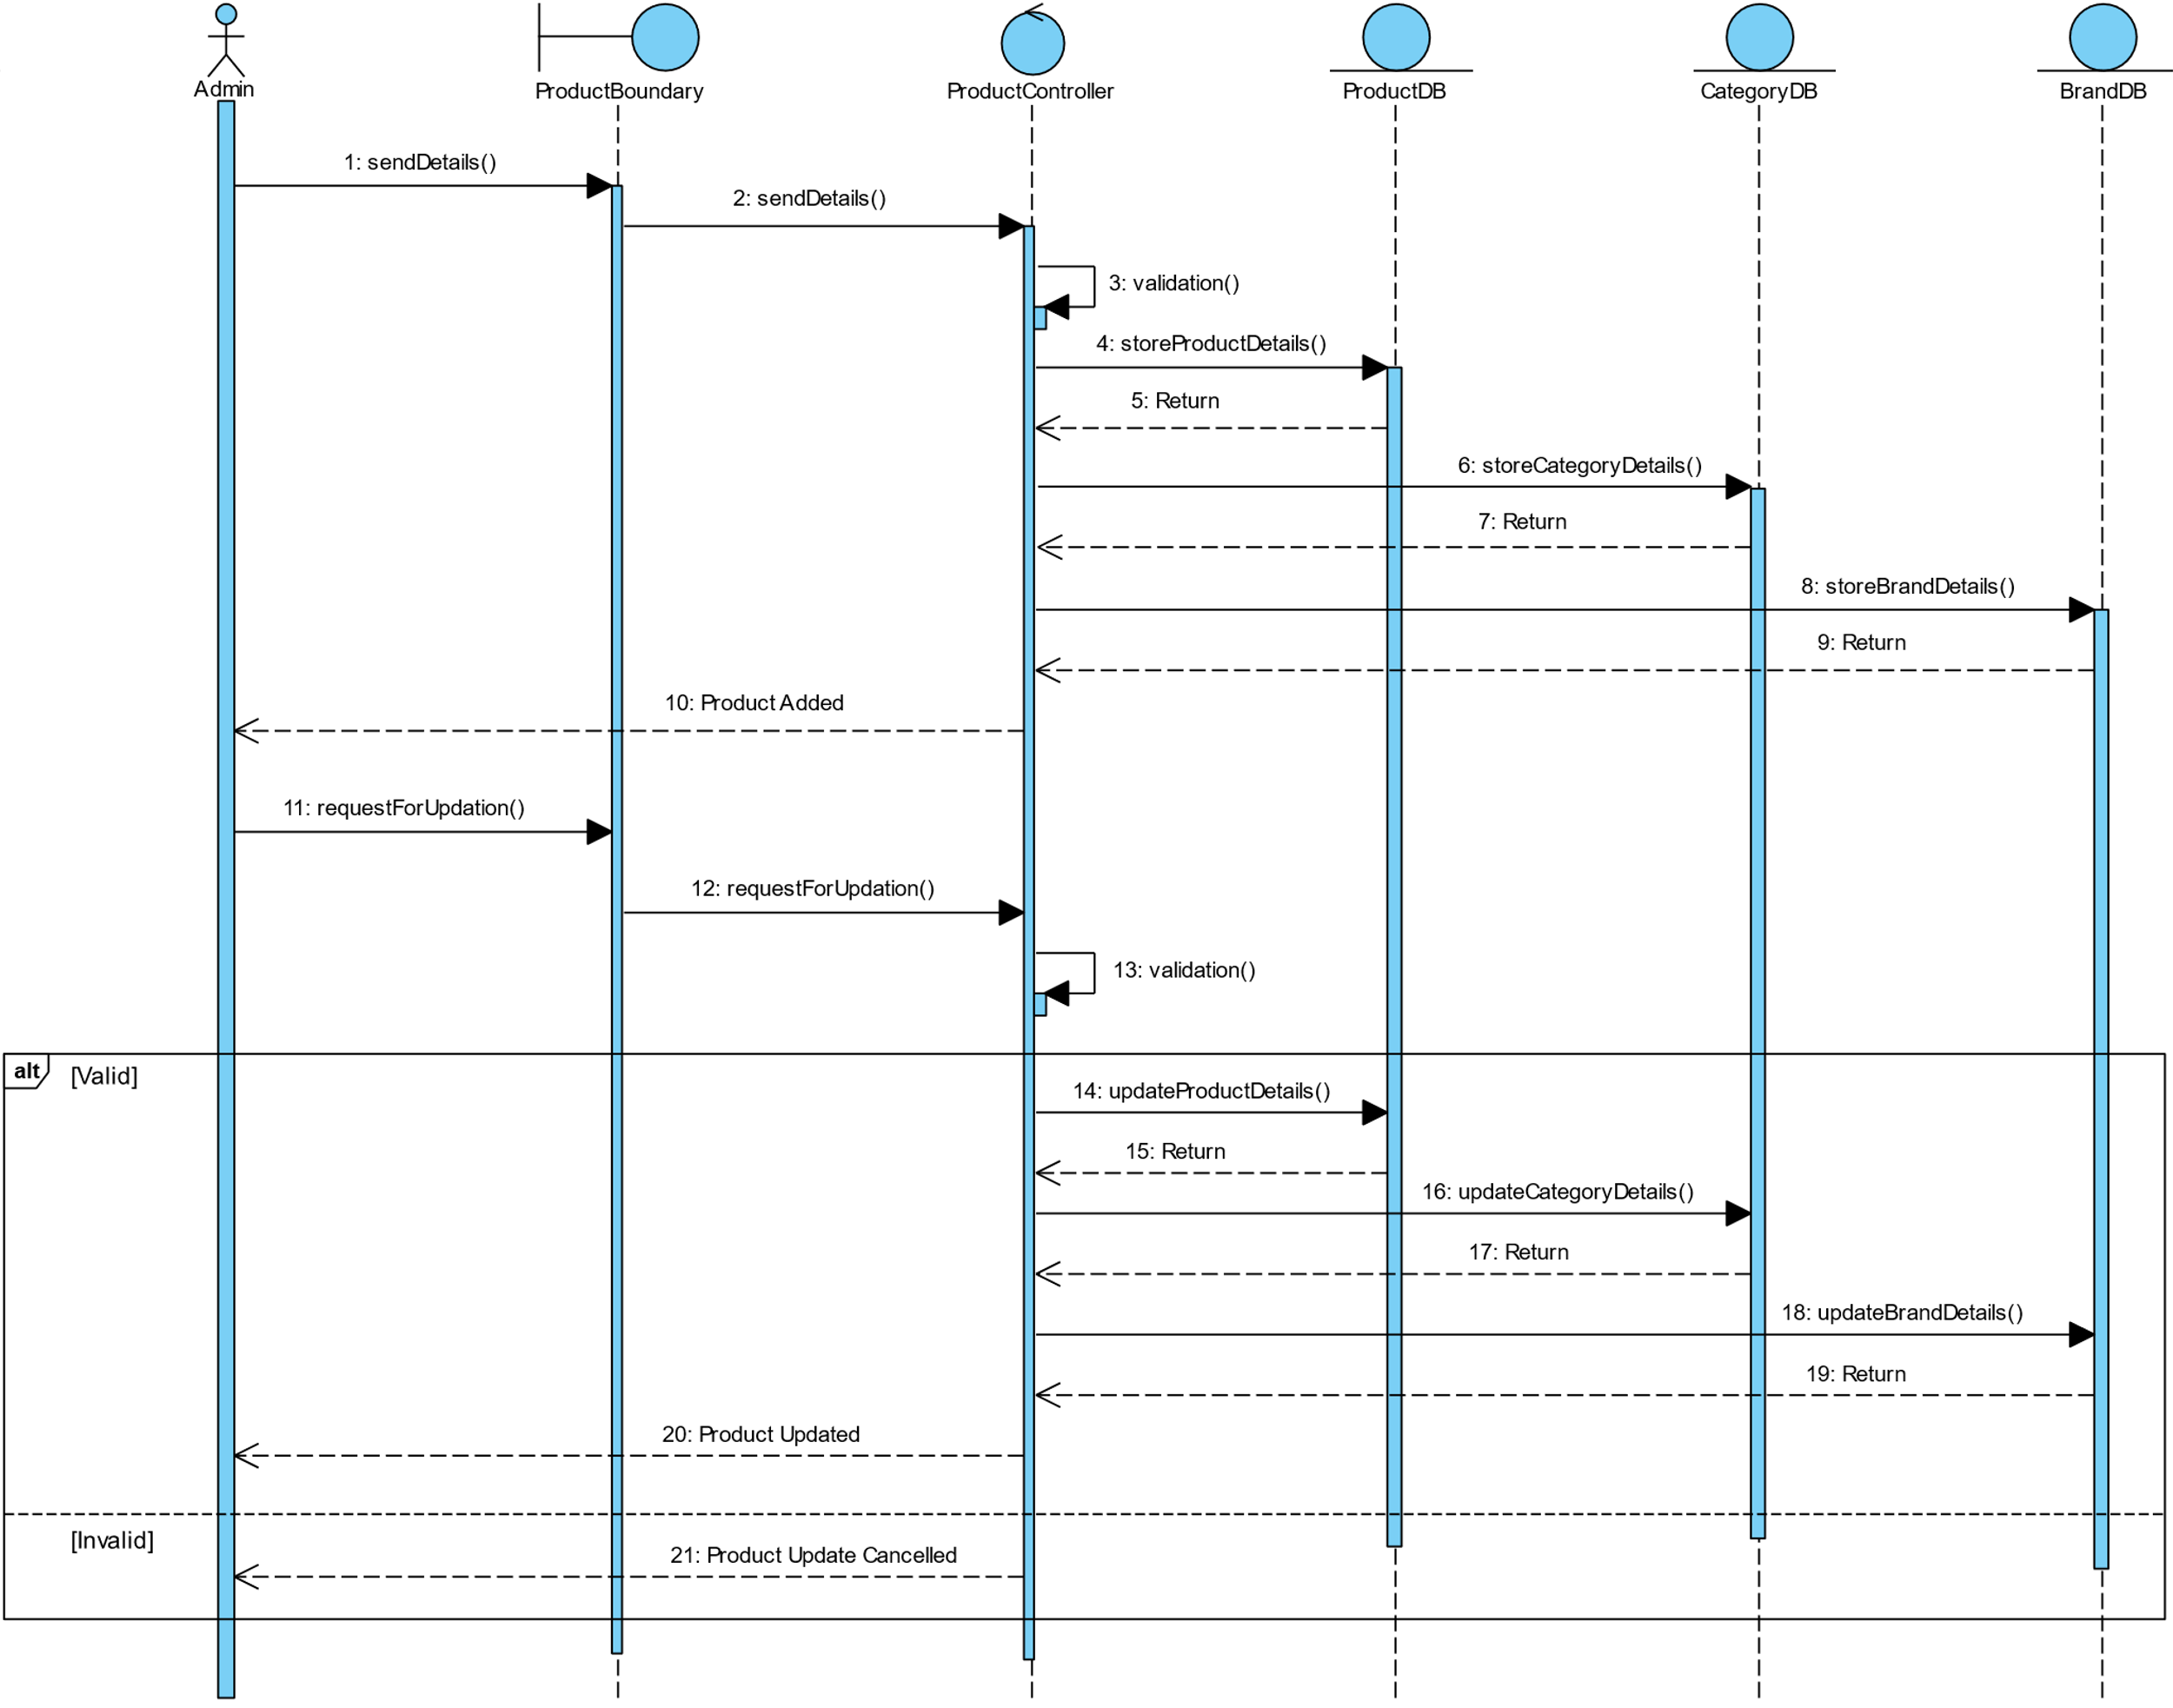 Admin
ProductBoundary
ProductController
ProductDB
CategoryDB
BrandDB
1: sendDetails()
2: sendDetails()
3: validation()
4: storeProductDetails()
5: Return
6: storeCategoryDetails()
7: Return
8: storeBrandDetails()
9: Return
10: Product Added
11: requestForUpdation()
12: requestForUpdation()
13: validation()
alt
[Valid]
14: updateProductDetails()
15: Return
16: updateCategoryDetails()
17: Return
18: updateBrandDetails()
19: Return
20: Product Updated
[Invalid]
21: Product Update Cancelled